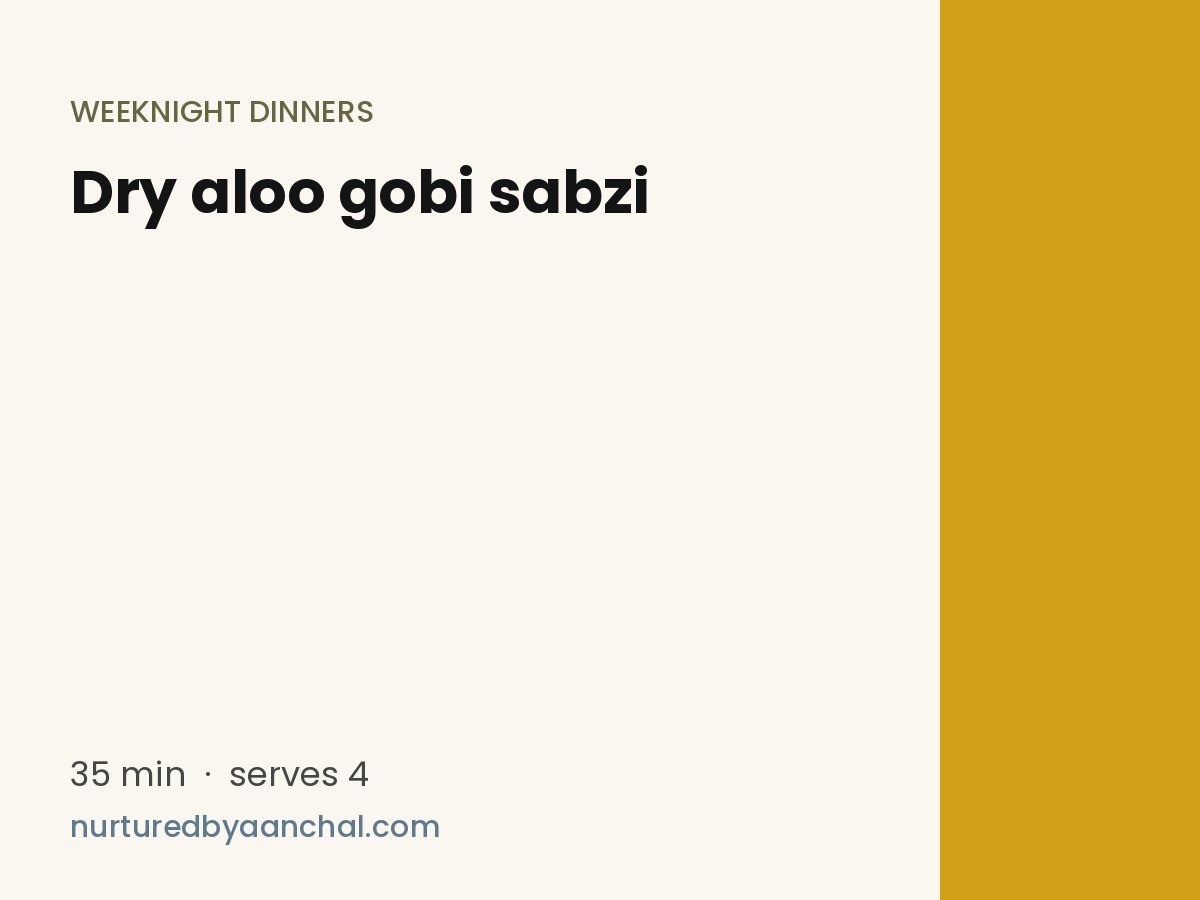 WEEKNIGHT DINNERS
Dry aloo gobi sabzi
35 min · serves 4
nurturedbyaanchal.com